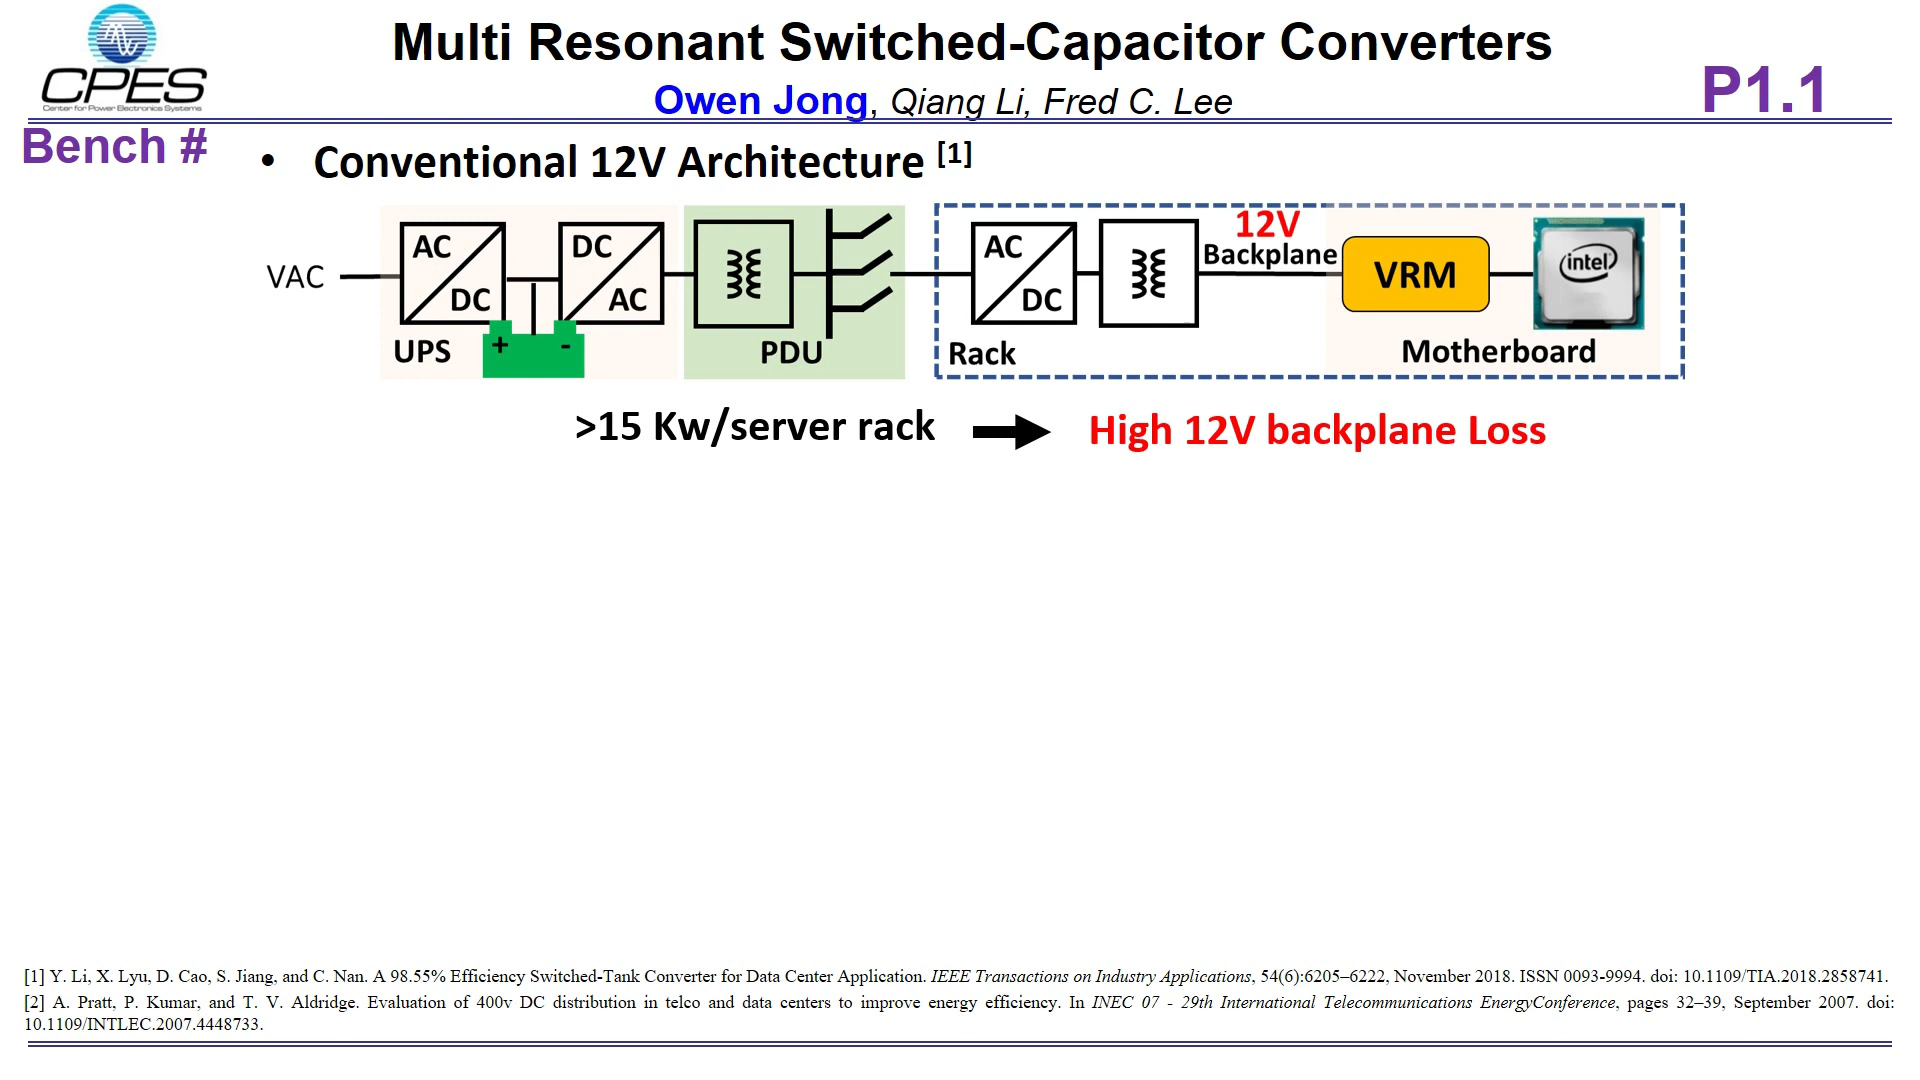 CPES
Center for Power Electronics Systems
Multi Resonant Switched-Capacitor Converters
Owen Jong, Qiang Li, Fred C. Lee
P1.1
Bench #
• Conventional 12V Architecture [1]
VAC
AC
DC
DC
AC
UPS
+
-
PDU
AC
DC
Rack
12V
Backplane
VRM
intel
Motherboard
>15 Kw/server rack
High 12V backplane Loss
[1] Y. Li, X. Lyu, D. Cao, S. Jiang, and C. Nan. A 98.55% Efficiency Switched-Tank Converter for Data Center Application. IEEE Transactions on Industry Applications, 54(6):6205–6222, November 2018. ISSN 0093-9994. doi: 10.1109/TIA.2018.2858741.
[2] A. Pratt, P. Kumar, and T. V. Aldridge. Evaluation of 400v DC distribution in telco and data centers to improve energy efficiency. In INEC 07 - 29th International Telecommunications EnergyConference, pages 32–39, September 2007. doi:
10.1109/INTLEC.2007.4448733.